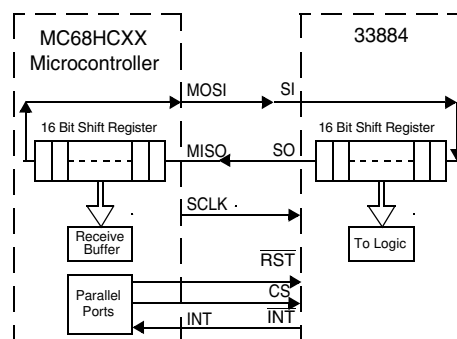 MC68HCXX
Microcontroller
33884
MOSI SI
16 Bit Shift Register
16 Bit Shift Register
MISO SO
SCLK
Receive
Buffer
To Logic
RST
Parallel
Ports
CS
INT INT